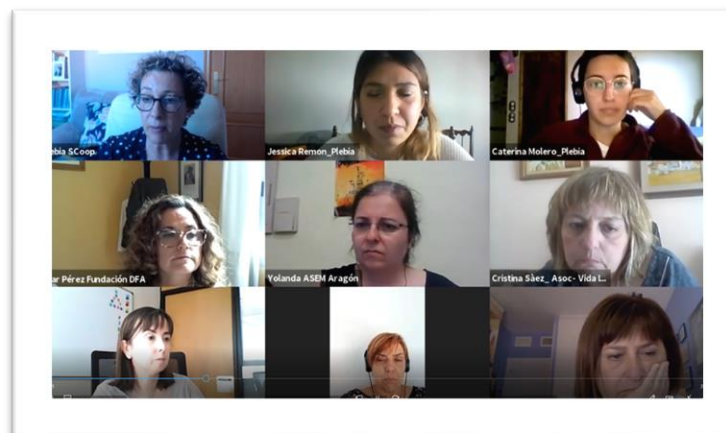 ebia SCoop.
Jessica Remon_Plebia
Caterina Molero_Plebia
ar Pérez Fundación DFA
Yolanda ASEM Aragón
Cristina Sàez_ Asoc- Vida I...